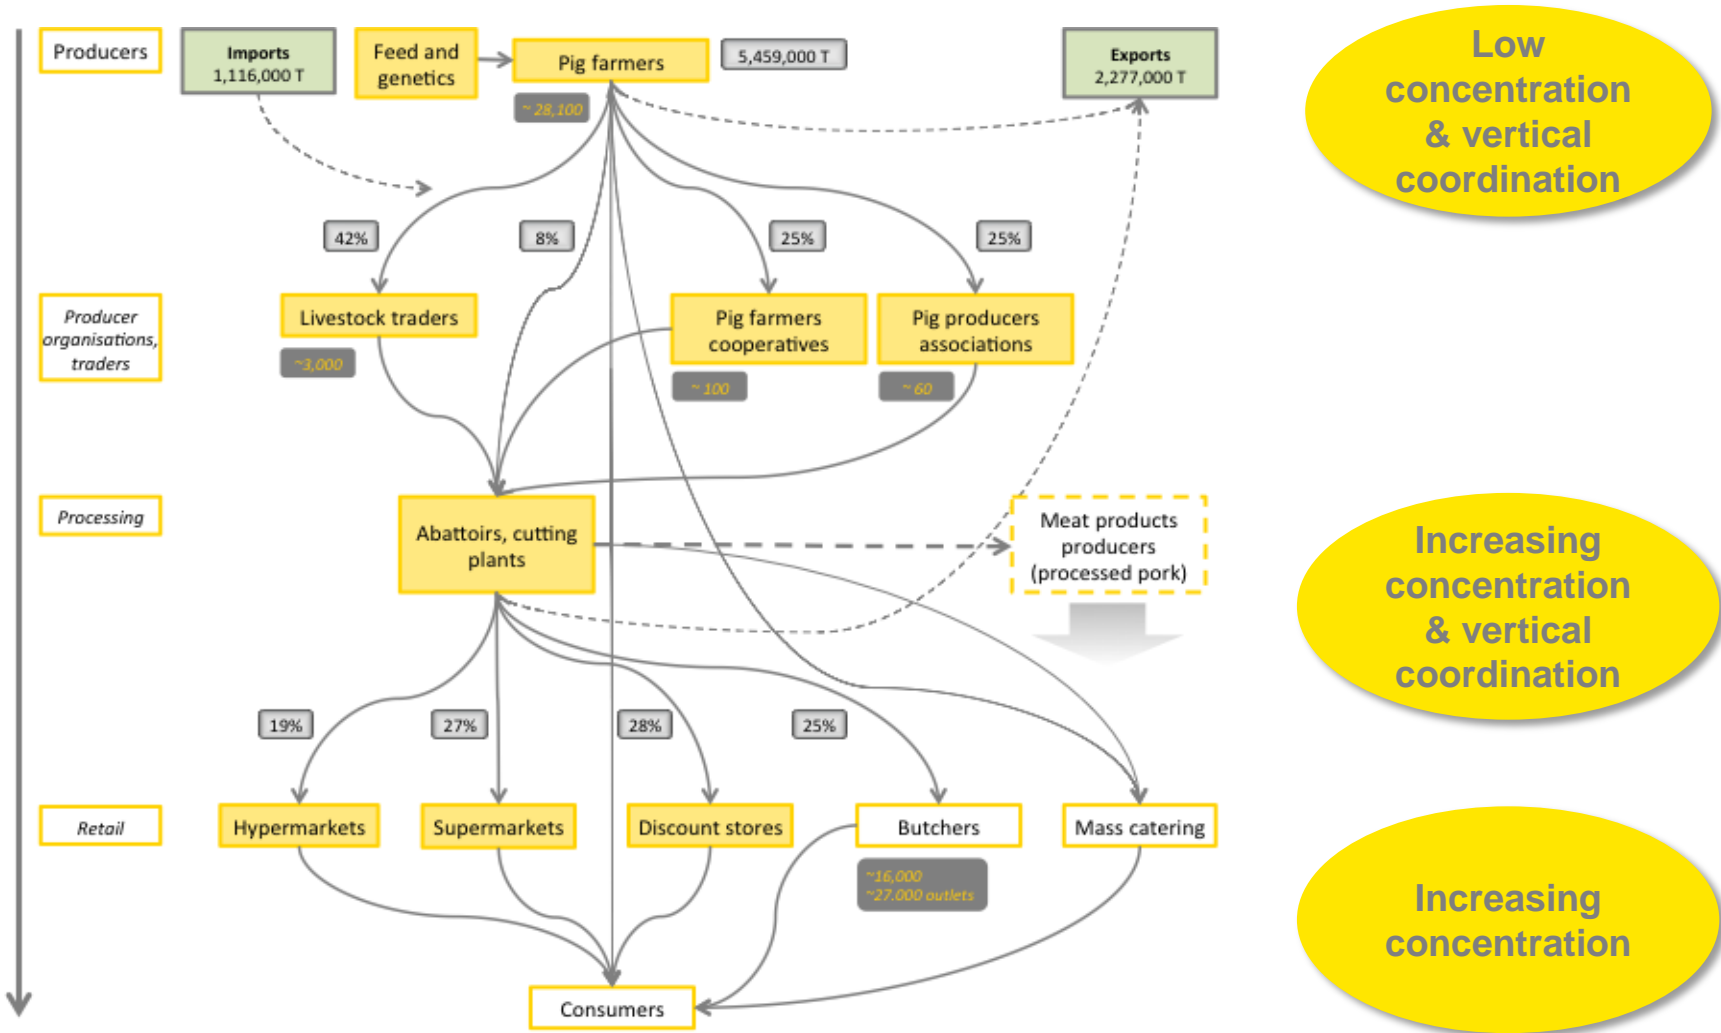 Producers
Imports
1,116,000 T
Feed and
genetics
Pig farmers
5,459,000 T
~ 28,100
Exports
2,277,000 T
Low
concentration
& vertical
coordination
42%
8%
25%
25%
Producer
organisations,
traders
Livestock traders
~3,000
Pig farmers
cooperatives
~ 100
Pig producers
associations
~ 60
Processing
Abattoirs, cutting
plants
Meat products
producers
(processed pork)
Increasing
concentration
& vertical
coordination
19%
27%
28%
25%
Retail
Hypermarkets
Supermarkets
Discount stores
Butchers
Mass catering
~16,000
~27.000 outlets
Increasing
concentration
Consumers